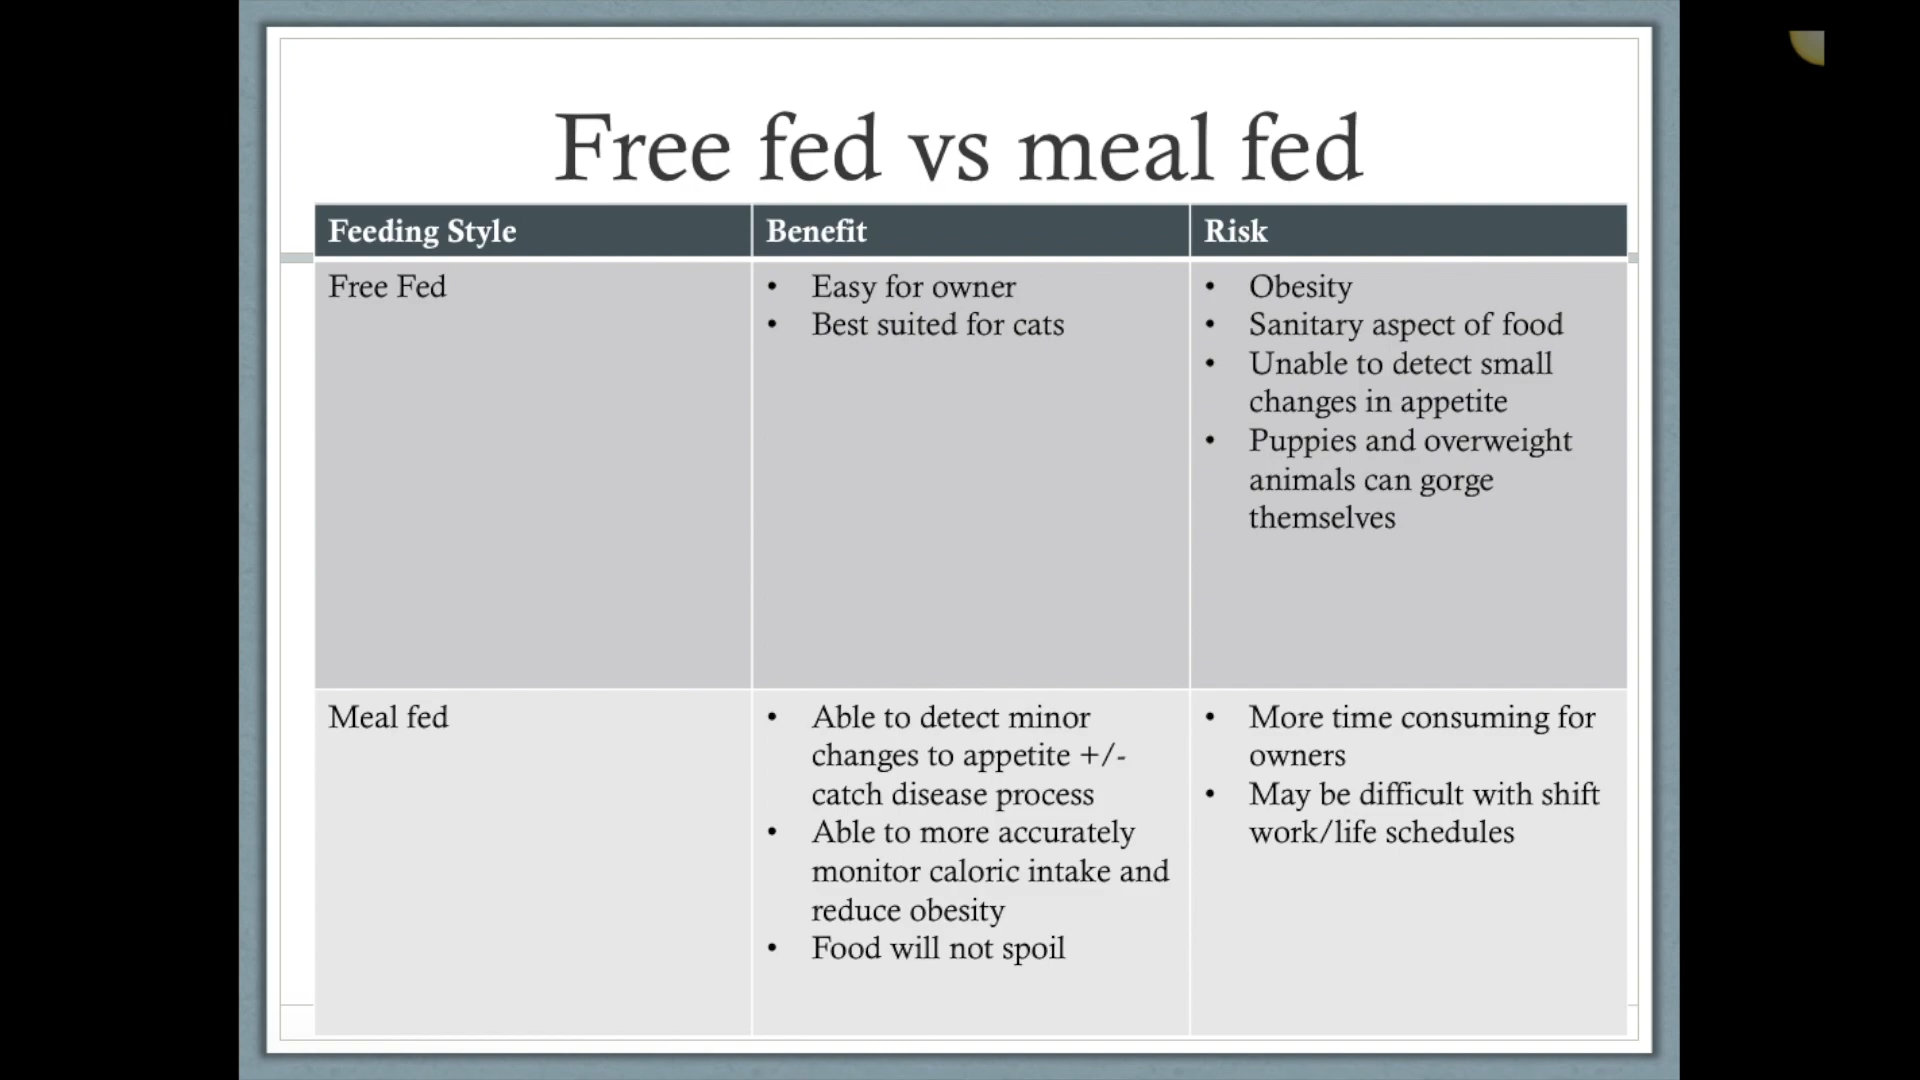 Free fed vs meal fed
Feeding Style
Benefit
Risk
Free Fed
• Easy for owner
• Best suited for cats
• Obesity
• Sanitary aspect of food
• Unable to detect small
changes in appetite
• Puppies and overweight
animals can gorge
themselves
Meal fed
• Able to detect minor
changes to appetite +/-
catch disease process
• Able to more accurately
monitor caloric intake and
reduce obesity
• Food will not spoil
• More time consuming for
owners
• May be difficult with shift
work/life schedules